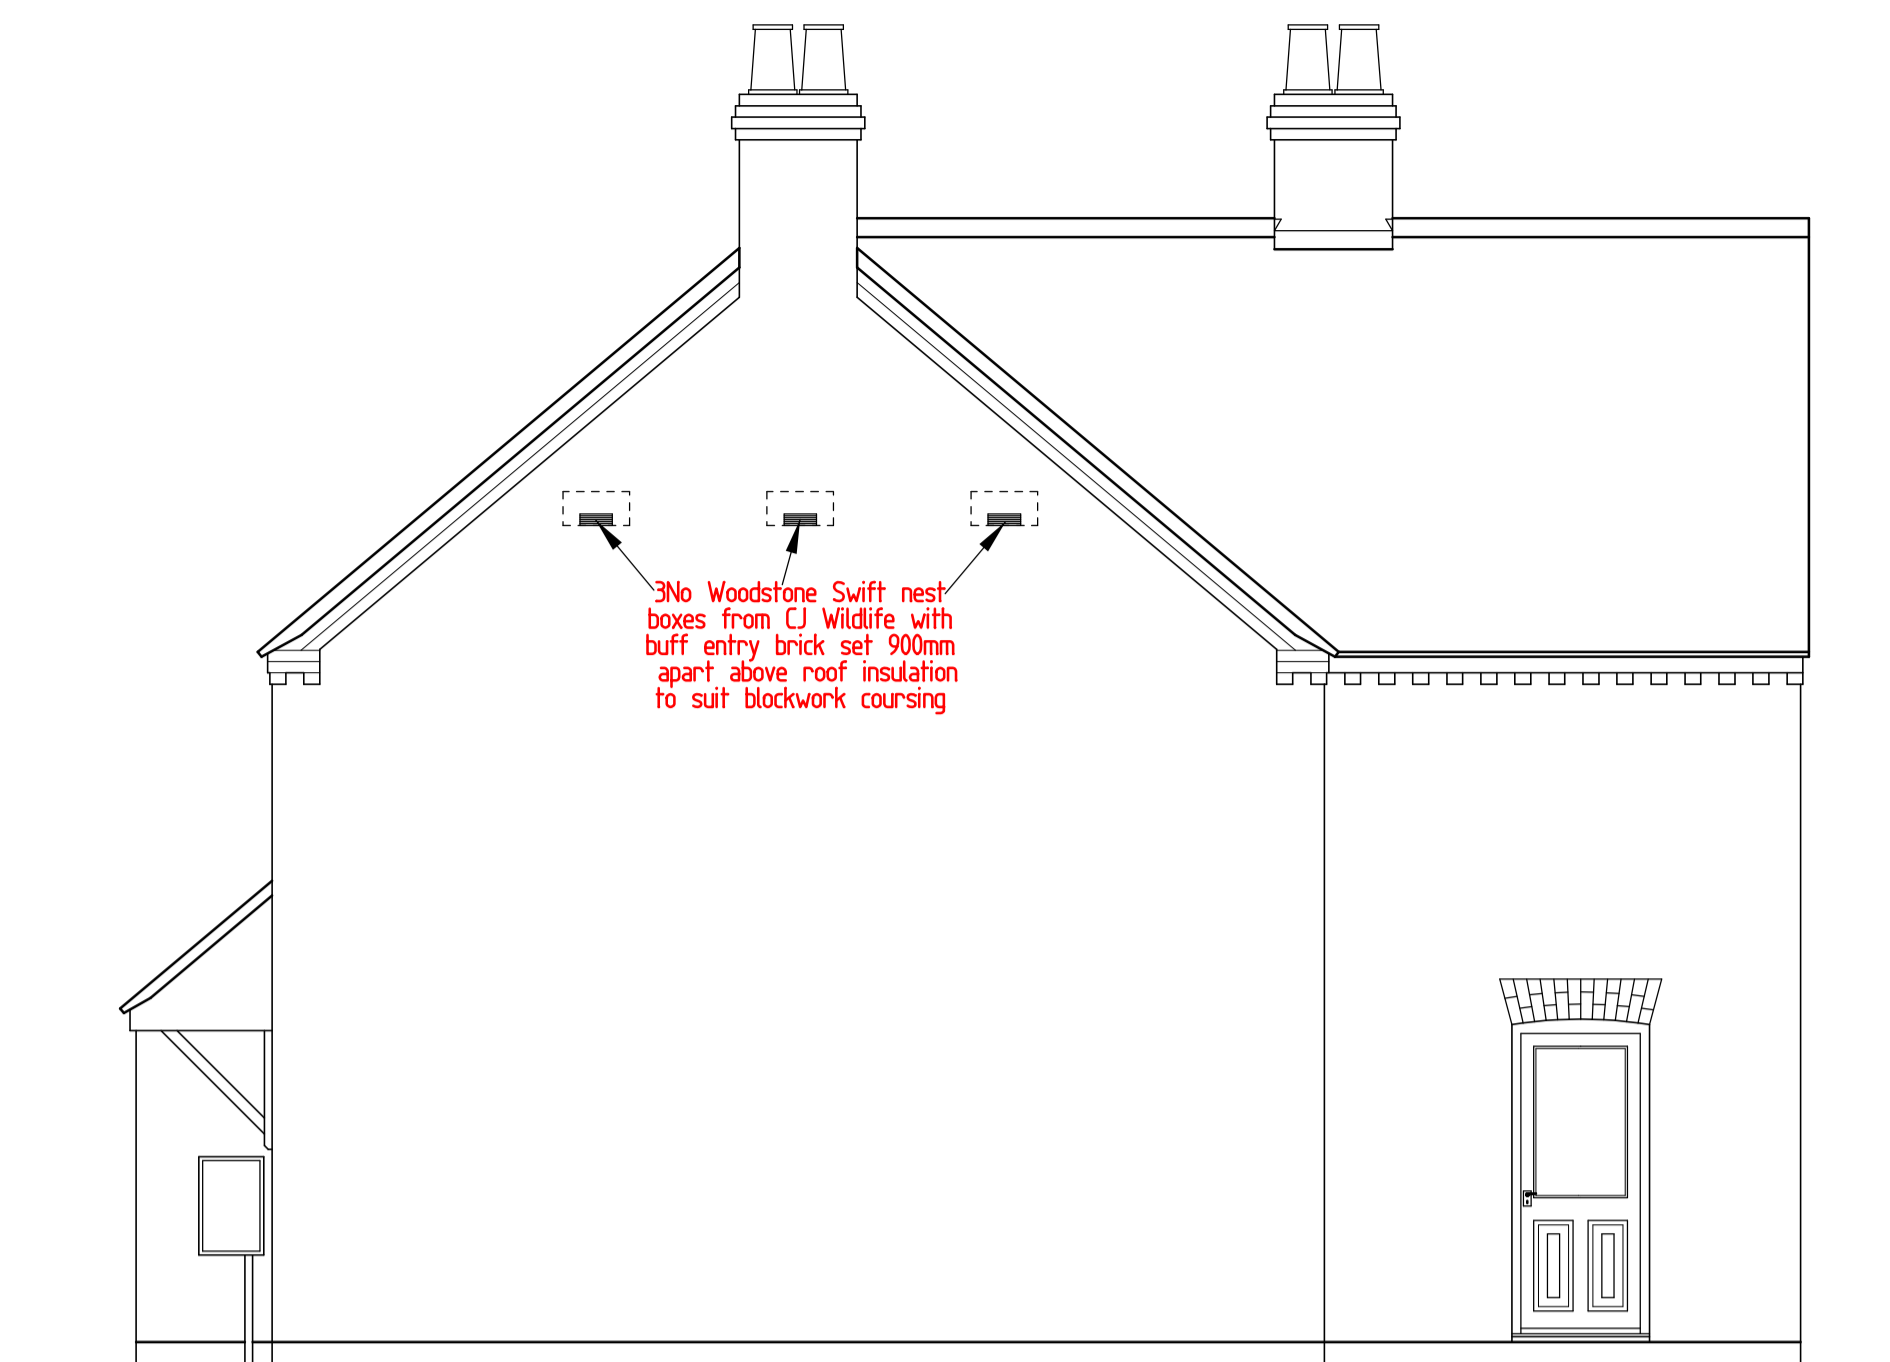 3No Woodstone Swift nest
boxes from CJ Wildlife with
buff entry brick set 900mm
apart above roof insulation
to suit blockwork coursing